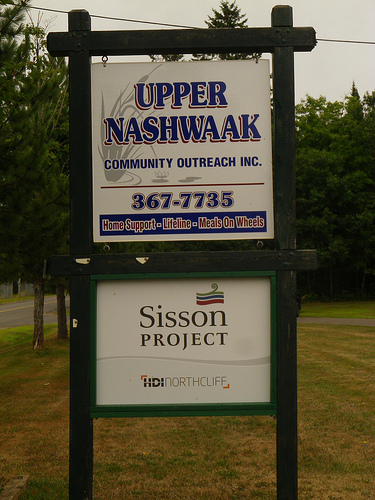 UPPER
NASHWAAK
COMMUNITY OUTREACH INC.
367-7735
Home Support - Lifeline - Meals On Wheels
Sisson
PROJECT
HDI NORTHCLIFF